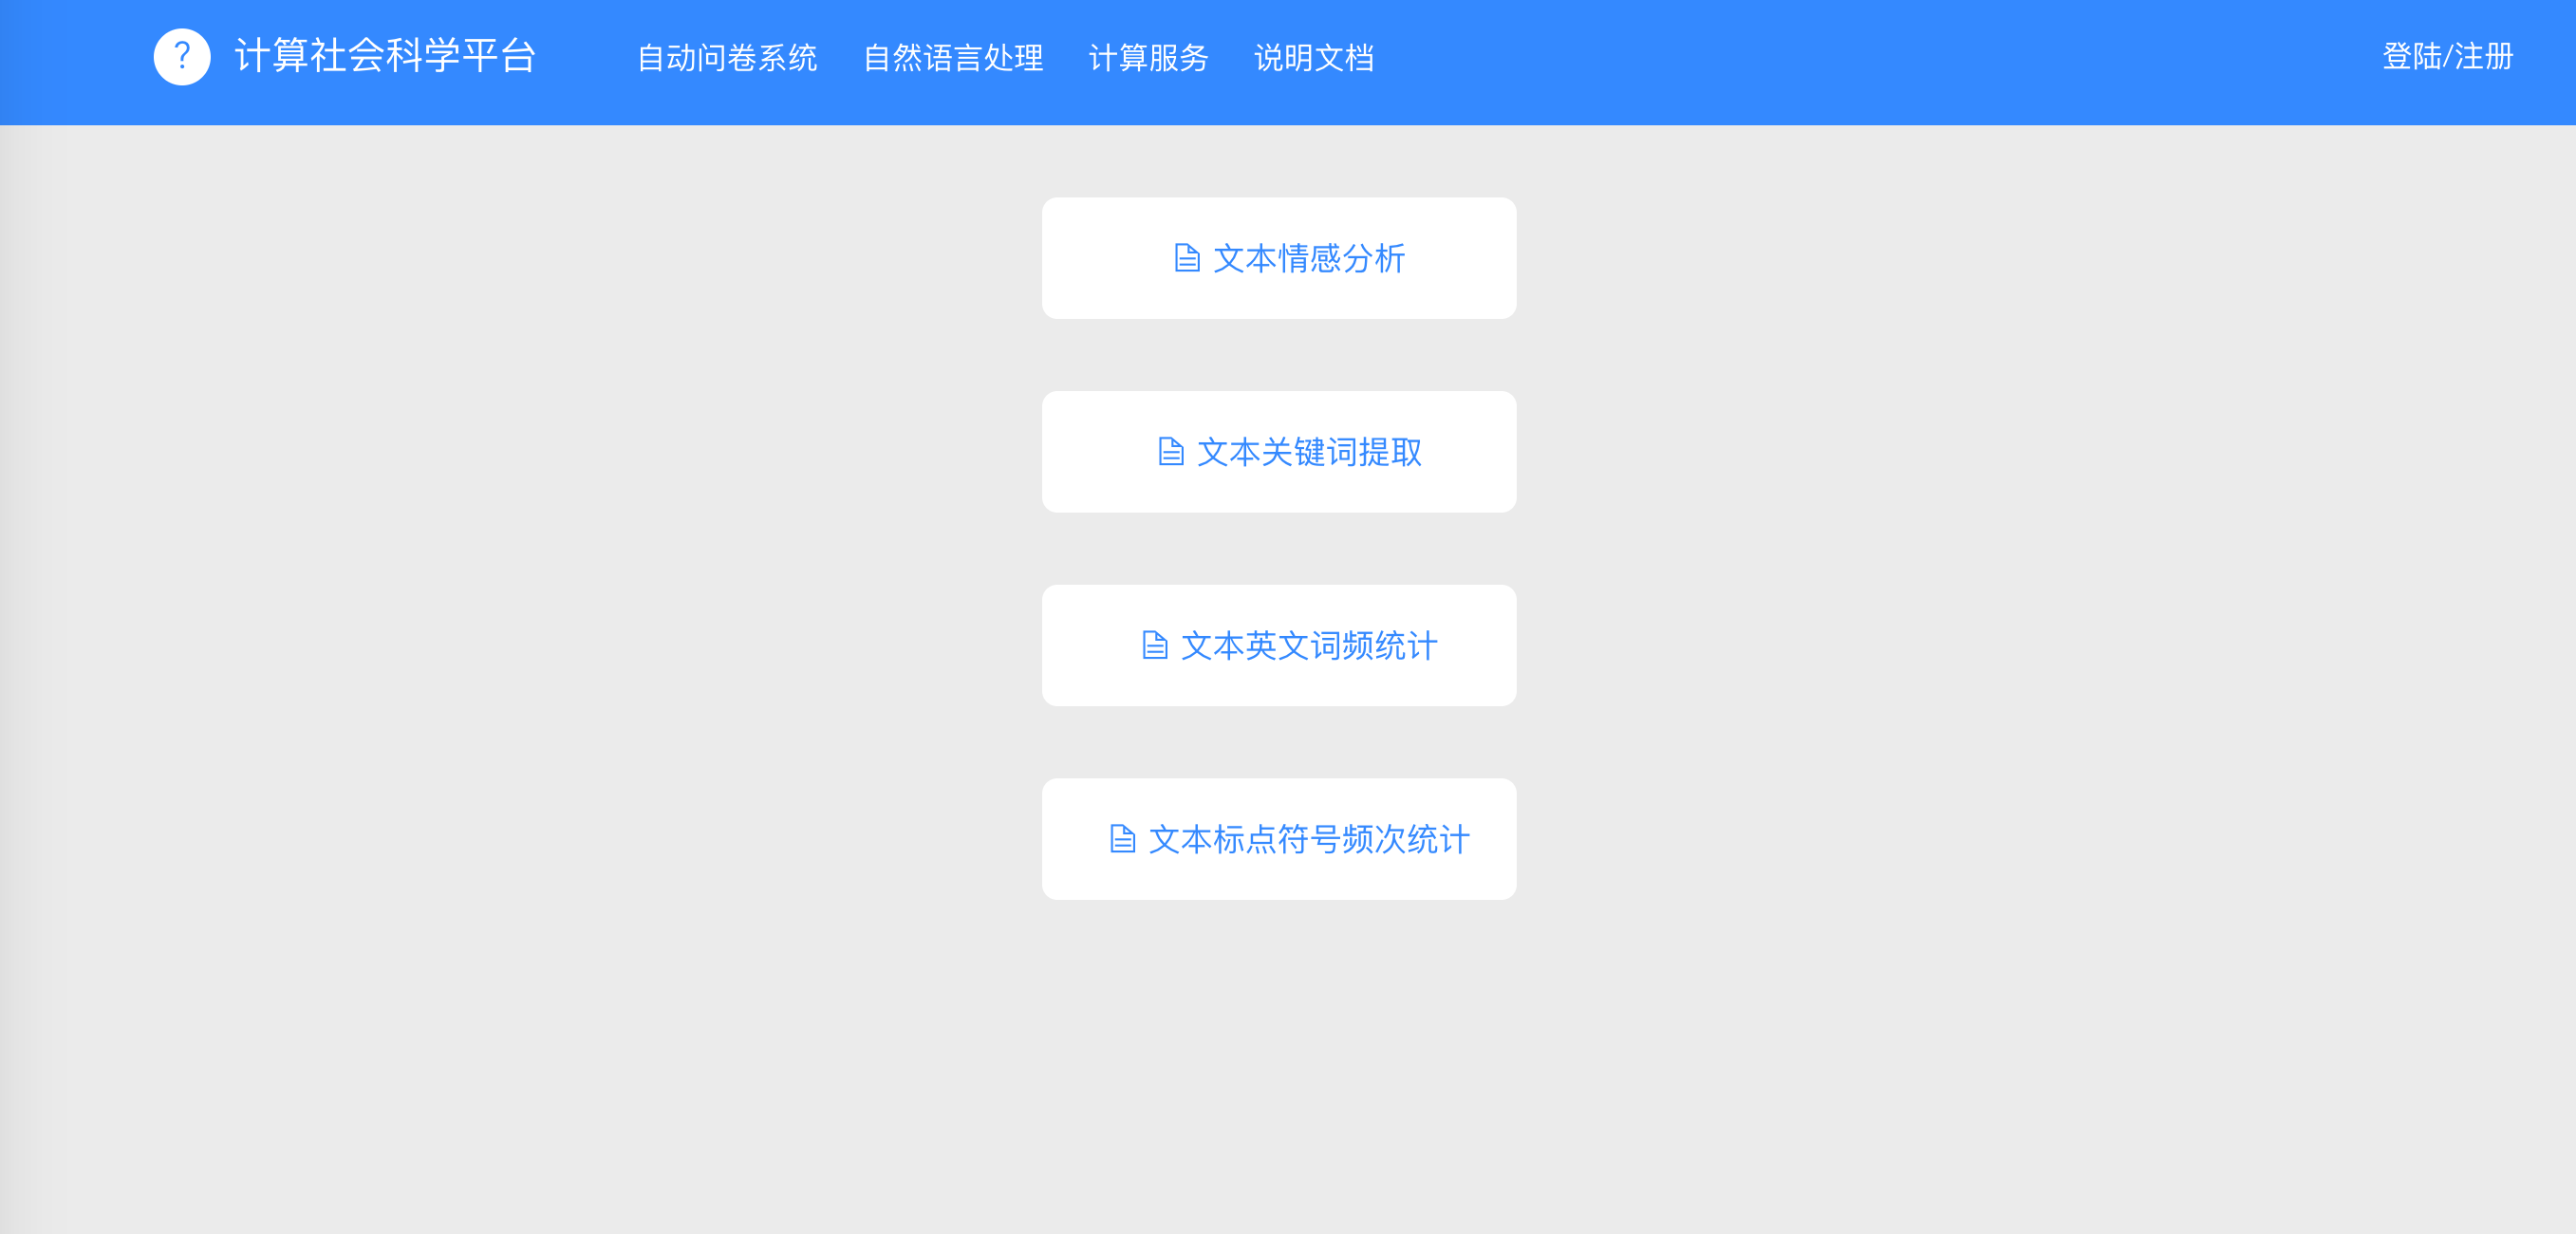 ? 计算社会科学平台 自动问卷系统 自然语言处理 计算服务 说明文档 登陆/注册
文本情感分析
文本关键词提取
文本英文词频统计
文本标点符号频次统计